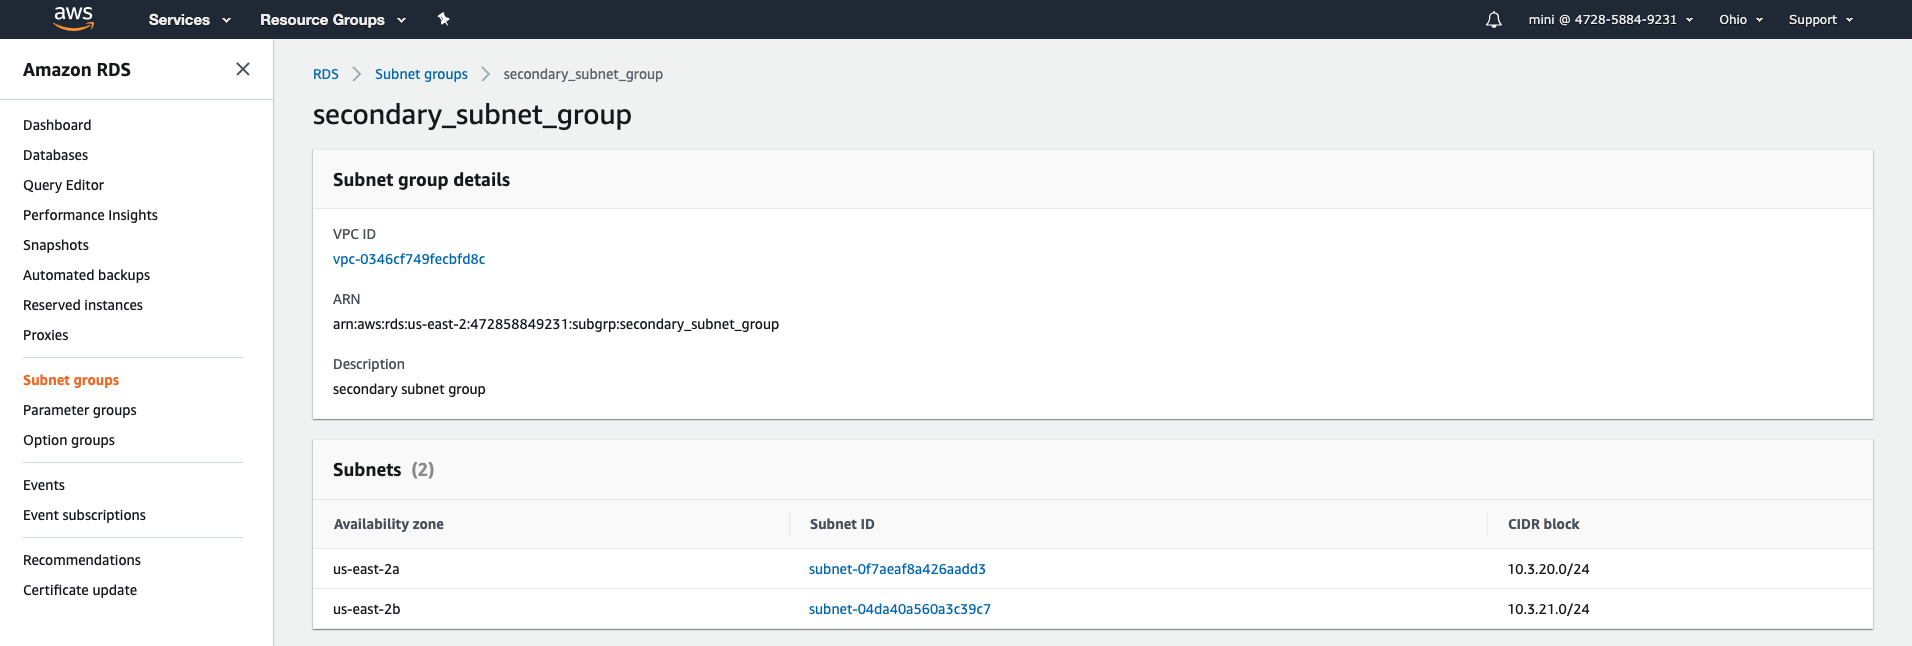 aws Services Resource Groups mini @ 4728-5884-9231 Ohio Support
Amazon RDS
Dashboard
Databases
Query Editor
Performance Insights
Snapshots
Automated backups
Reserved instances
Proxies
Subnet groups
Parameter groups
Option groups
Events
Event subscriptions
Recommendations
Certificate update
RDS Subnet groups secondary_subnet_group
secondary_subnet_group
Subnet group details
VPC ID
vpc-0346cf749fecbfd8c
ARN
arn:aws:rds:us-east-2:472858849231:subgrp:secondary_subnet_group
Description
secondary subnet group
Subnets (2)
Availability zone Subnet ID CIDR block
us-east-2a subnet-0f7aeaf8a426aadd3 10.3.20.0/24
us-east-2b subnet-04da40a560a3c39c7 10.3.21.0/24